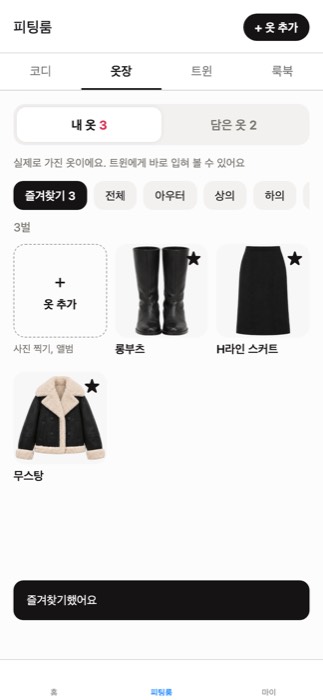 피팅룸
+ 옷 추가
코디
옷장
트윈
룩북
내 옷 3
담은 옷 2
실제로 가진 옷이에요. 트윈에게 바로 입혀 볼 수 있어요
즐겨찾기 3
전체
아우터
상의
하의
3벌
+
옷 추가
사진 찍기, 앨범
롱부츠
H라인 스커트
무스탕
즐겨찾기했어요
홈
피팅룸
마이